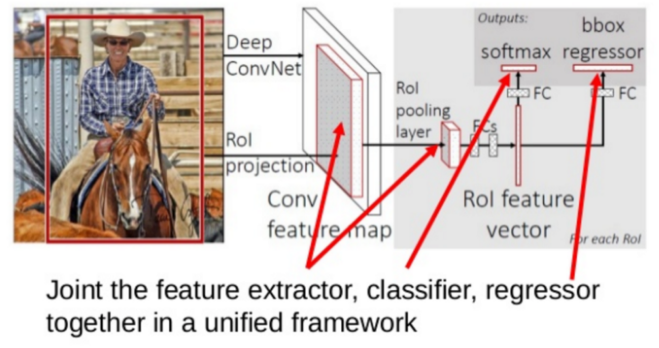 Outputs:
bbox
softmax regressor
Deep
ConvNet
FC
FC
RoI
pooling
layer
FCs
RoI
projection
Conv
feature map
RoI feature
vector
For each RoI
Joint the feature extractor, classifier, regressor
together in a unified framework